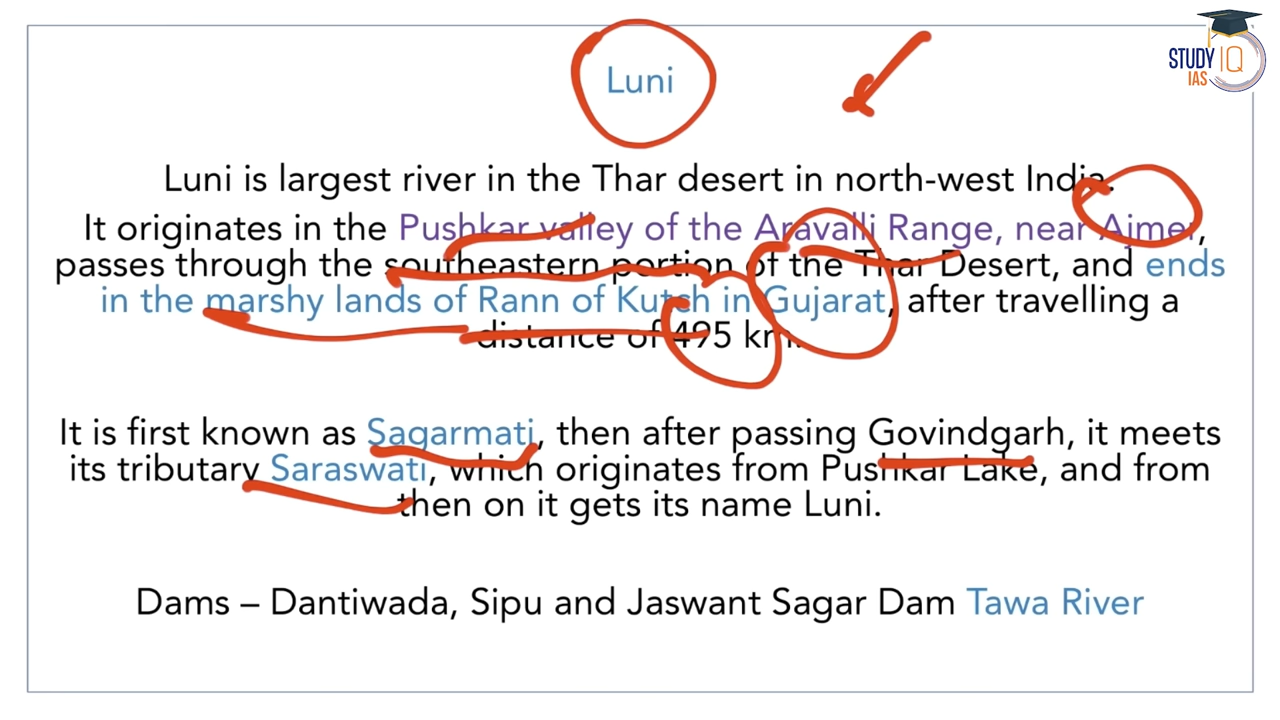 STUDY IQ
IAS
Luni
Luni is largest river in the Thar desert in north-west India.
It originates in the Pushkar valley of the Aravalli Range, near Ajmer,
passes through the southeastern portion of the Thar Desert, and ends
in the marshy lands of Rann of Kutch in Gujarat, after travelling a
distance of 495 km.
It is first known as Sagarmati, then after passing Govindgarh, it meets
its tributary Saraswati, which originates from Pushkar Lake, and from
then on it gets its name Luni.
Dams – Dantiwada, Sipu and Jaswant Sagar Dam Tawa River